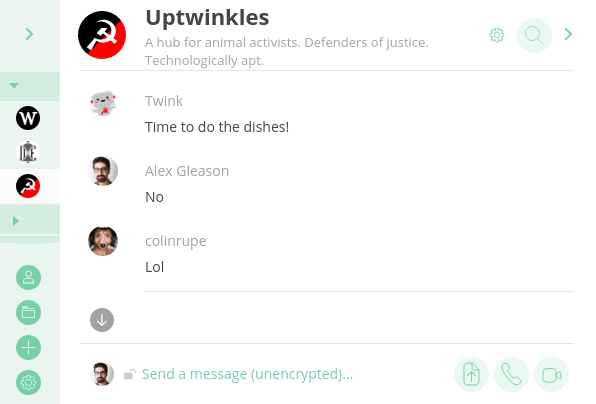 Uptwinkles
A hub for animal activists. Defenders of justice.
Technologically apt.
W
Twink
Time to do the dishes!
Alex Gleason
No
colinrupe
Lol
Send a message (unencrypted)...